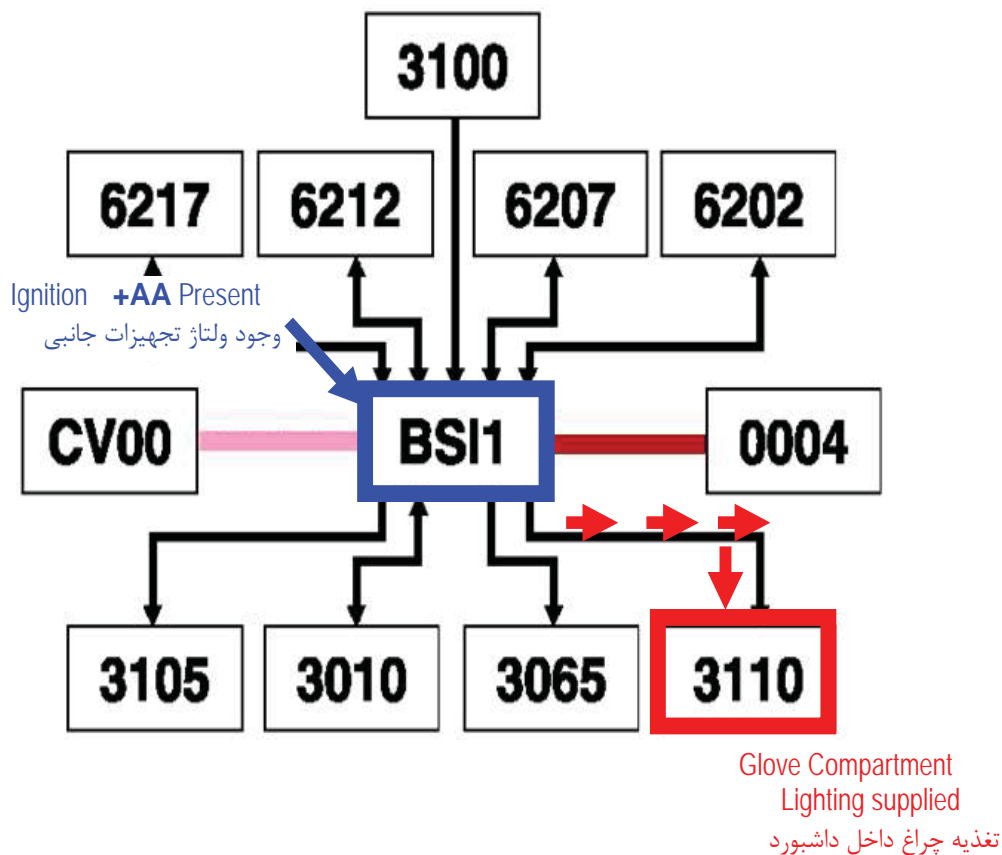 3100
6217 6212 6207 6202
Ignition +AA Present
وجود ولتاژ تجهیزات جانبی
CV00 BSI1 0004
3105 3010 3065 3110
Glove Compartment
Lighting supplied
تغذیه چراغ داخل داشبورد